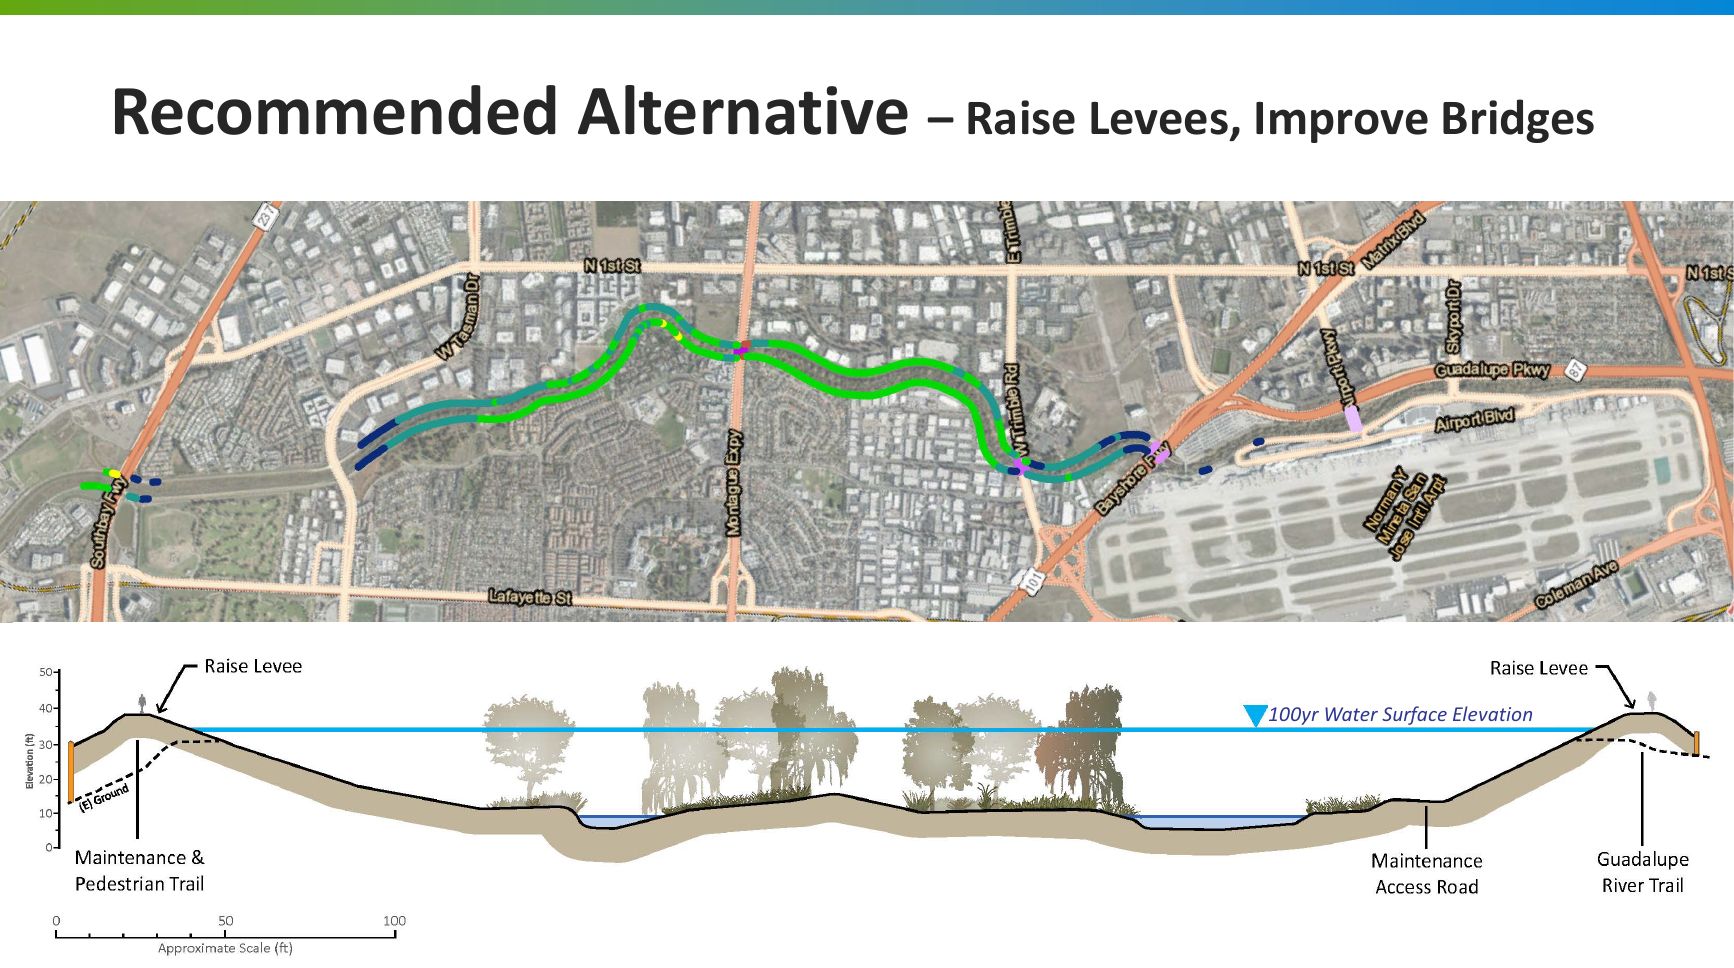 Recommended Alternative – Raise Levees, Improve Bridges
237
N 1st St
W Tasman Dr
E Trimble
N 1st St
Matrix Blvd
N 1st S
Skyport Dr
Airport Pkwy
Guadalupe Pkwy
87
Airport Blvd
W Trimble Rd
Montague Expy
Bayshore Fwy
Southbay Fwy
Norman Y
Mineta San
Jose Int'l Arpt
101
Coleman Ave
Lafayette St
Raise Levee
Raise Levee
100yr Water Surface Elevation
50
40
30
20
10
0
Elevation (ft)
(E) Ground
Maintenance &
Pedestrian Trail
Maintenance
Access Road
Guadalupe
River Trail
0 50 100
Approximate Scale (ft)